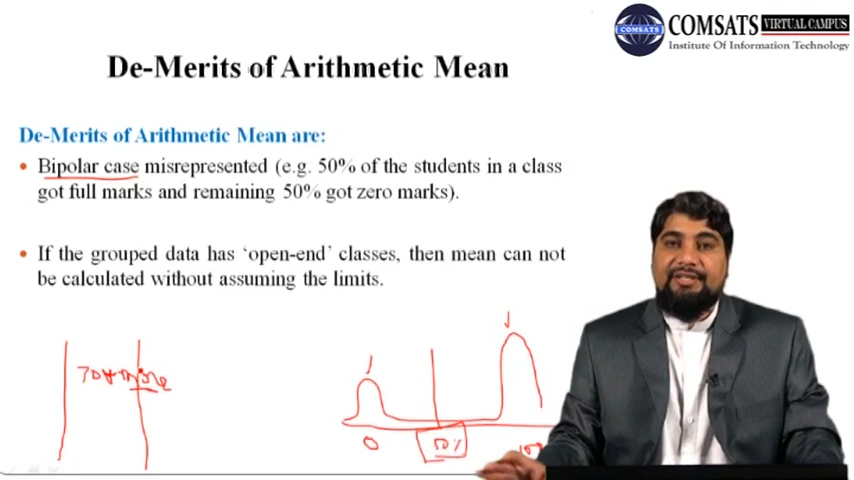 COMSATS VIRTUAL CAMPUS
COMSATS
Institute Of Information Technology
De-Merits of Arithmetic Mean
De-Merits of Arithmetic Mean are:
• Bipolar case misrepresented (e.g. 50% of the students in a class
got full marks and remaining 50% got zero marks).
• If the grouped data has ‘open-end’ classes, then mean can not
be calculated without assuming the limits.
70 & more
0 50%